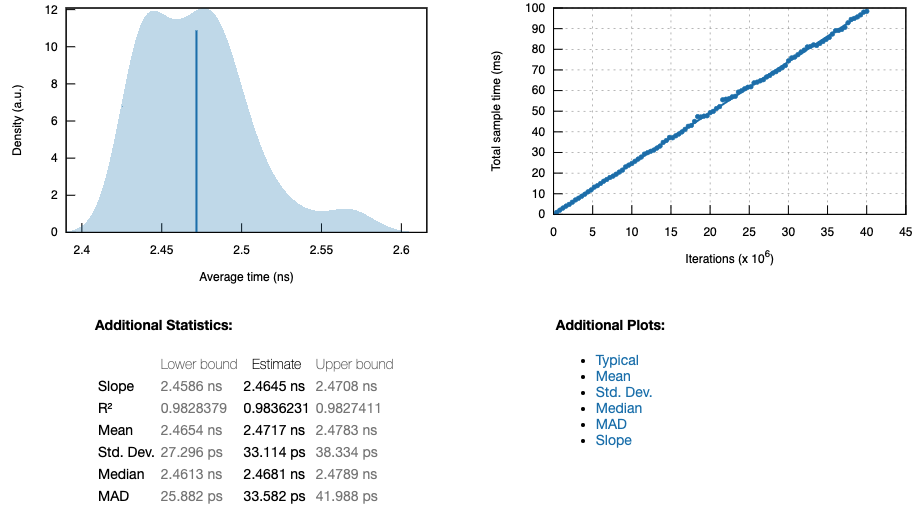 12
10
8
6
4
2
0
Density (a.u.)
2.4 2.45 2.5 2.55 2.6
Average time (ns)
100
90
80
70
60
50
40
30
20
10
0
Total sample time (ms)
0 5 10 15 20 25 30 35 40 45
Iterations (x 10⁶)
Additional Statistics:
Lower bound Estimate Upper bound
Slope 2.4586 ns 2.4645 ns 2.4708 ns
R² 0.9828379 0.9836231 0.9827411
Mean 2.4654 ns 2.4717 ns 2.4783 ns
Std. Dev. 27.296 ps 33.114 ps 38.334 ps
Median 2.4613 ns 2.4681 ns 2.4789 ns
MAD 25.882 ps 33.582 ps 41.988 ps
Additional Plots:
• Typical
• Mean
• Std. Dev.
• Median
• MAD
• Slope